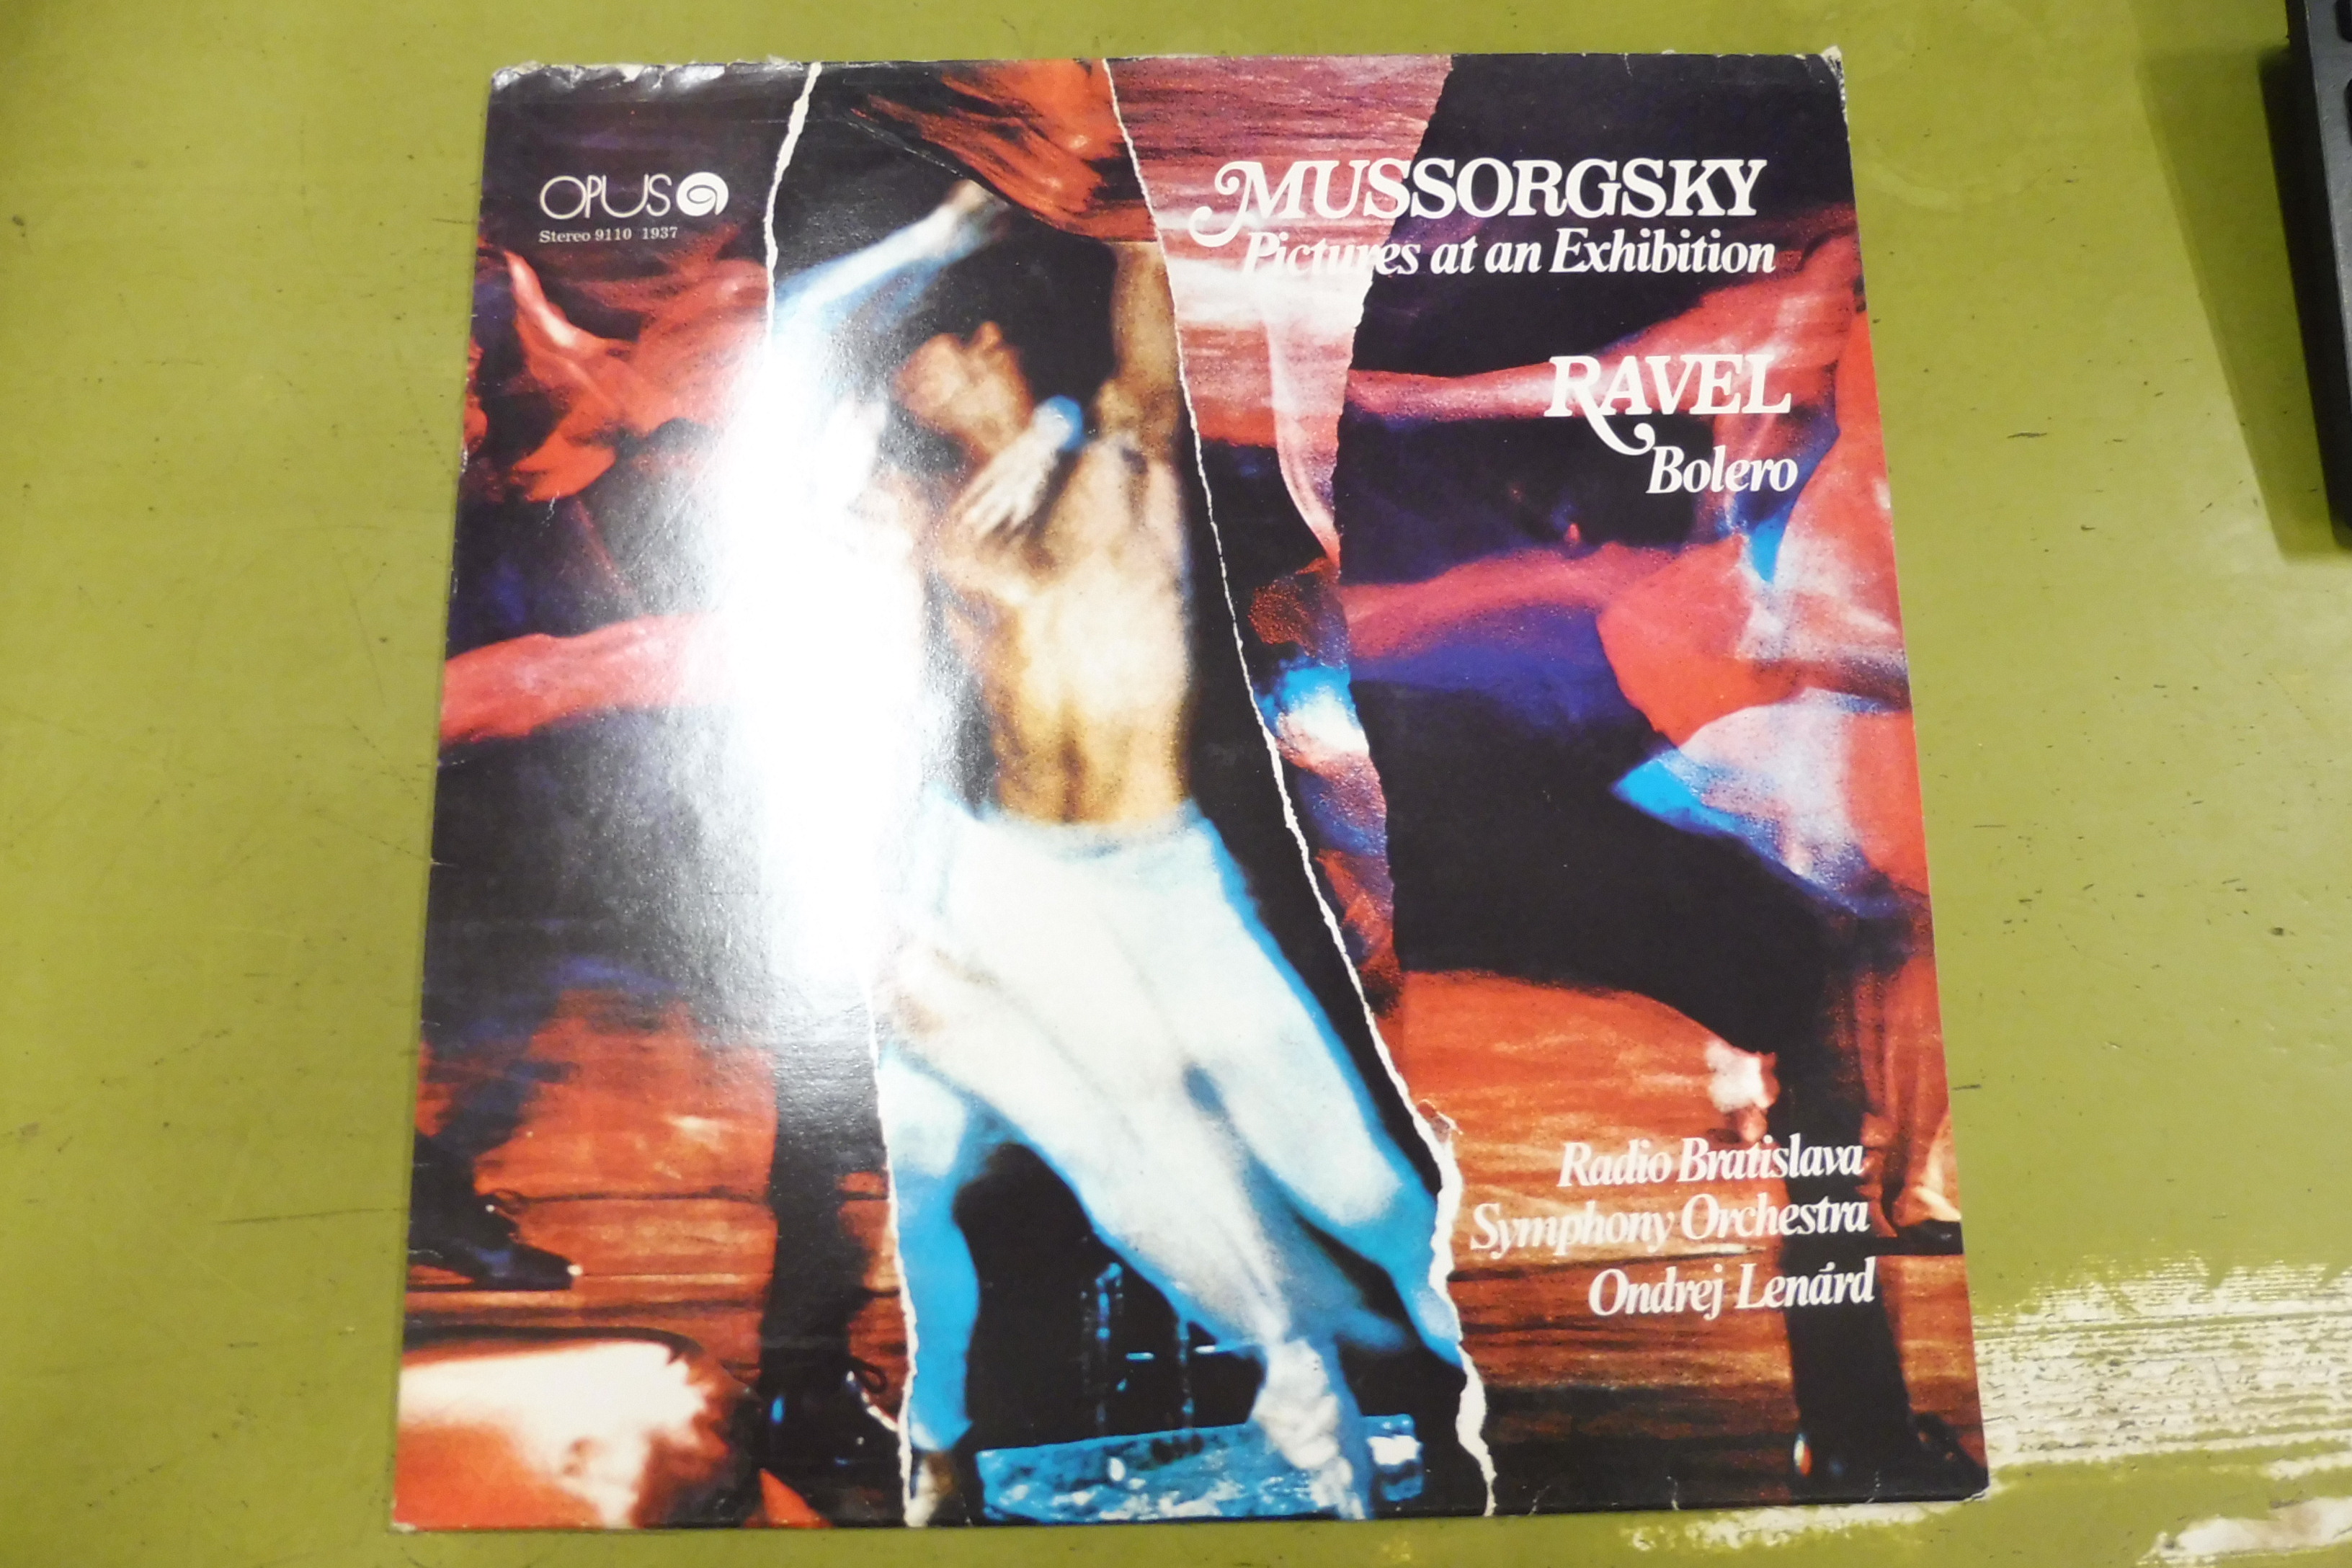 OPUS
Stereo 9110 1937
MUSSORGSKY
Pictures at an Exhibition
RAVEL
Bolero
Radio Bratislava
Symphony Orchestra
Ondrej Lenárd